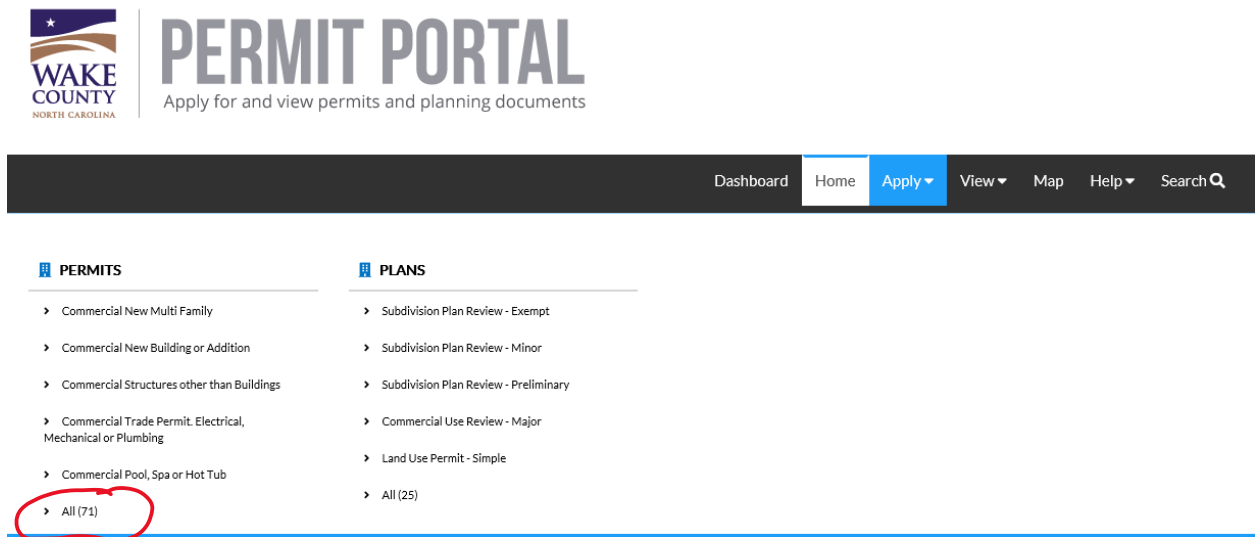 WAKE
COUNTY
NORTH CAROLINA
PERMIT PORTAL
Apply for and view permits and planning documents
Dashboard Home Apply View Map Help Search
PERMITS
Commercial New Multi Family
Commercial New Building or Addition
Commercial Structures other than Buildings
Commercial Trade Permit. Electrical,
Mechanical or Plumbing
Commercial Pool, Spa or Hot Tub
All (71)
PLANS
Subdivision Plan Review - Exempt
Subdivision Plan Review - Minor
Subdivision Plan Review - Preliminary
Commercial Use Review - Major
Land Use Permit - Simple
All (25)